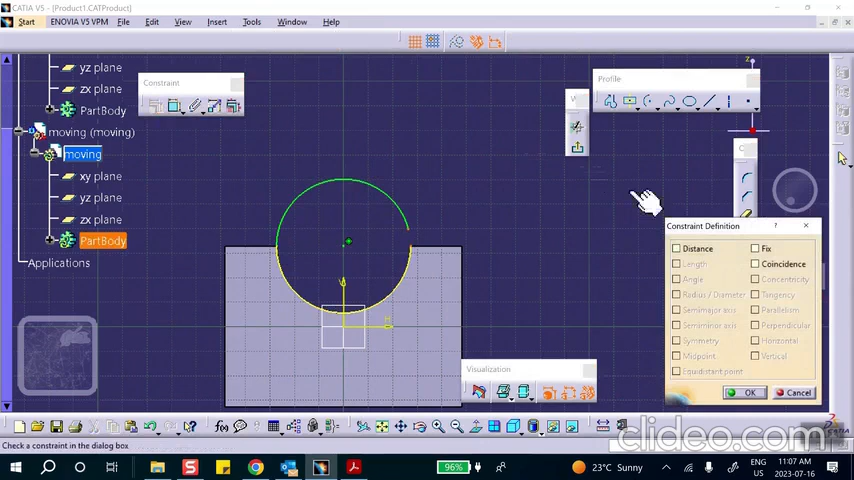 CATIA V5 - [Product1.CATProduct]
Start ENOVIA V5 VPM File Edit View Insert Tools Window Help
yz plane
zx plane
PartBody
moving (moving)
moving
xy plane
yz plane
zx plane
PartBody
Applications
Constraint
Profile
z
V
H
Constraint Definition ? ×
Distance Fix
Length Coincidence
Angle Concentricity
Radius / Diameter Tangency
Semimajor axis Parallelism
Semiminor axis Perpendicular
Symmetry Horizontal
Midpoint Vertical
Equidistant point
OK Cancel
Visualization
f(x)
Check a constraint in the dialog box
clideo.com
96%
23°C Sunny
ENG
US
11:07 AM
2023-07-16